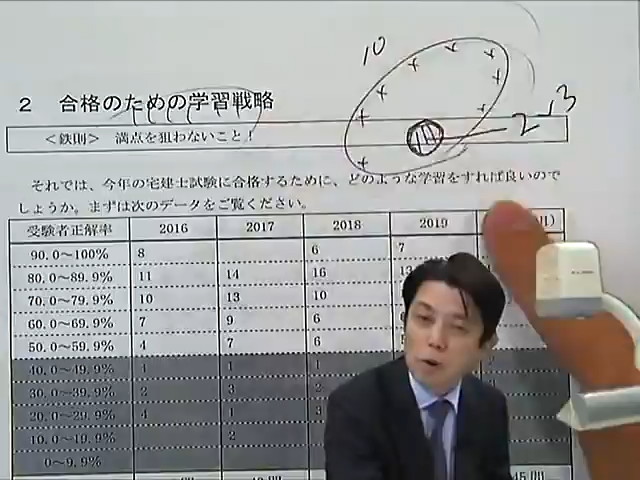 10
2 合格のための学習戦略
2、3
＜鉄則＞ 満点を狙わないこと！
それでは、今年の宅建士試験に合格するために、どのような学習をすれば良いので
しょうか。まずは次のデータをご覧ください。
受験者正解率 2016 2017 2018 2019
90.0～100% 8 6 7
80.0～89.9% 11 14 16
70.0～79.9% 10 13 10
60.0～69.9% 7 9 6
50.0～59.9% 4 7 6
40.0～49.9% 4 1 1
30.0～39.9% 2 3 2
20.0～29.9% 4 1 3
10.0～19.9% 2
0～9.9%